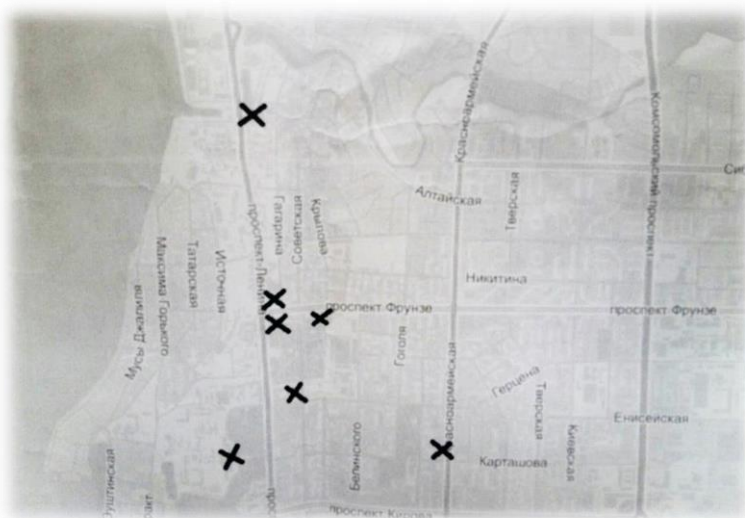 Красноармейская
Комсомольский проспект
Алтайская
Тверская
Гагарина
Советская
Крылова
проспект Ленина
Татарская
Источная
Максима Горького
Мусы Джалиля
Никитина
проспект Фрунзе
проспект Фрунзе
Гоголя
Герцена
Тверская
Киевская
Енисейская
Карташова
Белинского
проспект Кирова